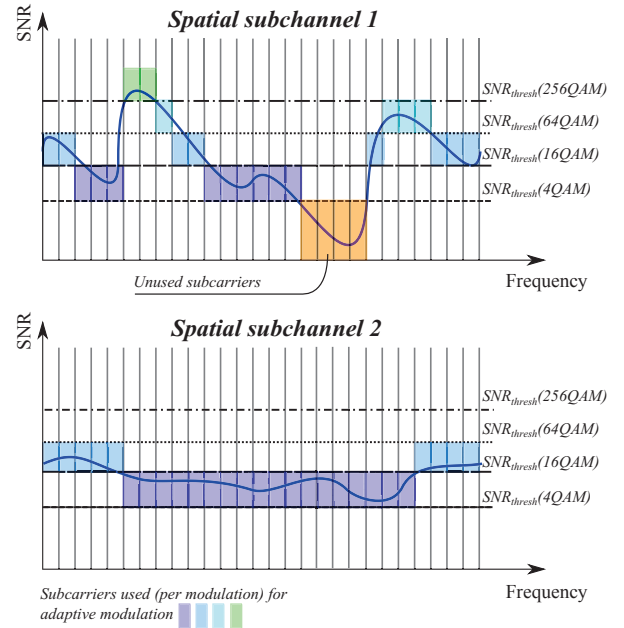 Spatial subchannel 1
SNR
SNRthresh(256QAM)
SNRthresh(64QAM)
SNRthresh(16QAM)
SNRthresh(4QAM)
Unused subcarriers
Frequency
Spatial subchannel 2
SNR
SNRthresh(256QAM)
SNRthresh(64QAM)
SNRthresh(16QAM)
SNRthresh(4QAM)
Frequency
Subcarriers used (per modulation) for
adaptive modulation